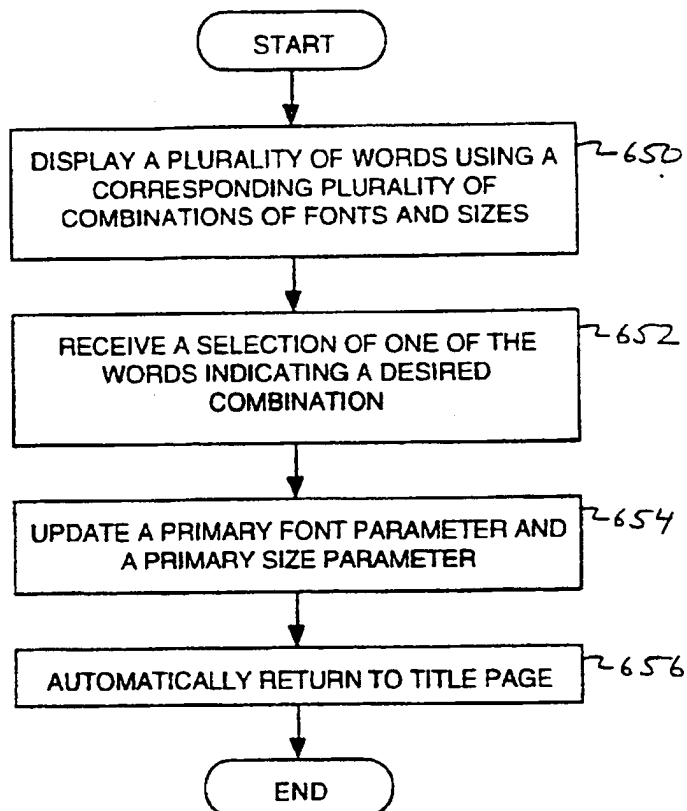 START
DISPLAY A PLURALITY OF WORDS USING A
CORRESPONDING PLURALITY OF
COMBINATIONS OF FONTS AND SIZES
650
RECEIVE A SELECTION OF ONE OF THE
WORDS INDICATING A DESIRED
COMBINATION
652
UPDATE A PRIMARY FONT PARAMETER AND
A PRIMARY SIZE PARAMETER
654
AUTOMATICALLY RETURN TO TITLE PAGE
656
END